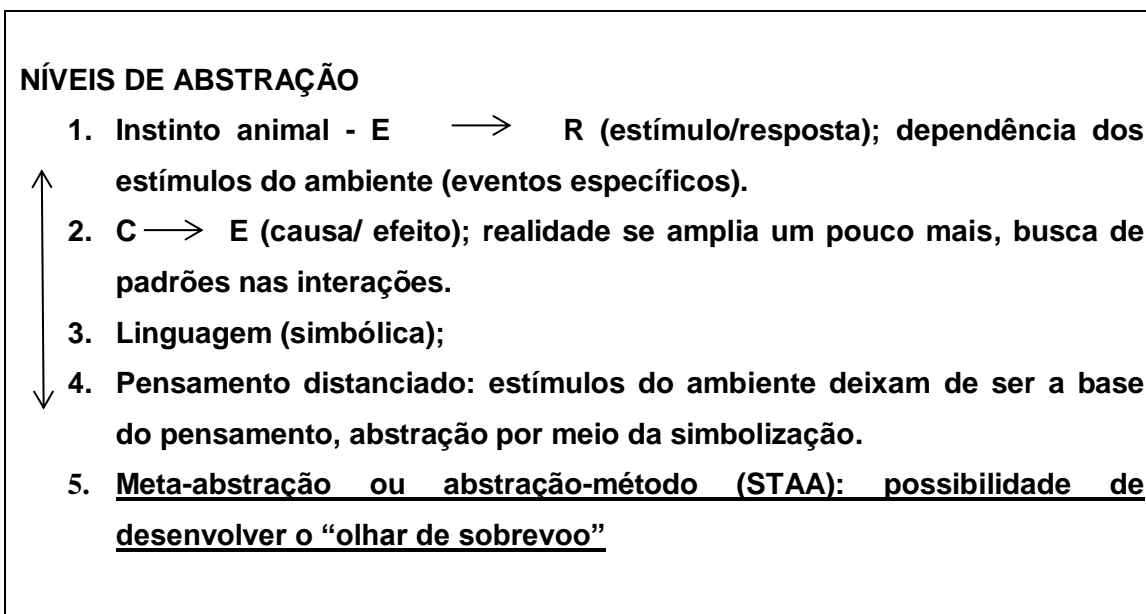 NÍVEIS DE ABSTRAÇÃO
1. Instinto animal - E → R (estímulo/resposta); dependência dos
estímulos do ambiente (eventos específicos).
2. C → E (causa/ efeito); realidade se amplia um pouco mais, busca de
padrões nas interações.
3. Linguagem (simbólica);
4. Pensamento distanciado: estímulos do ambiente deixam de ser a base
do pensamento, abstração por meio da simbolização.
5. Meta-abstração ou abstração-método (STAA): possibilidade de
desenvolver o “olhar de sobrevoo”